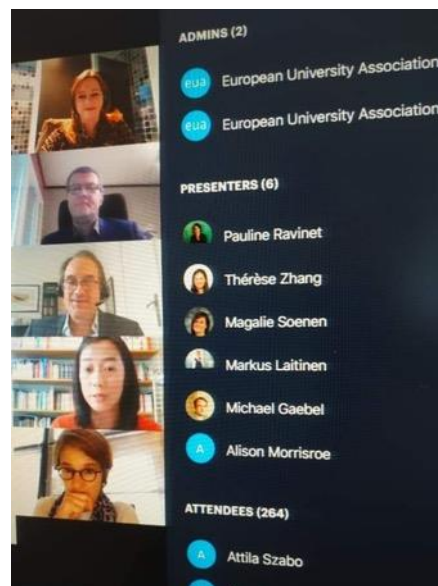 ADMINS (2)
eua European University Association
eua European University Association
PRESENTERS (6)
Pauline Ravinet
Thérèse Zhang
Magalie Soenen
Markus Laitinen
Michael Gaebel
A Alison Morrisroe
ATTENDEES (264)
A Attila Szabo